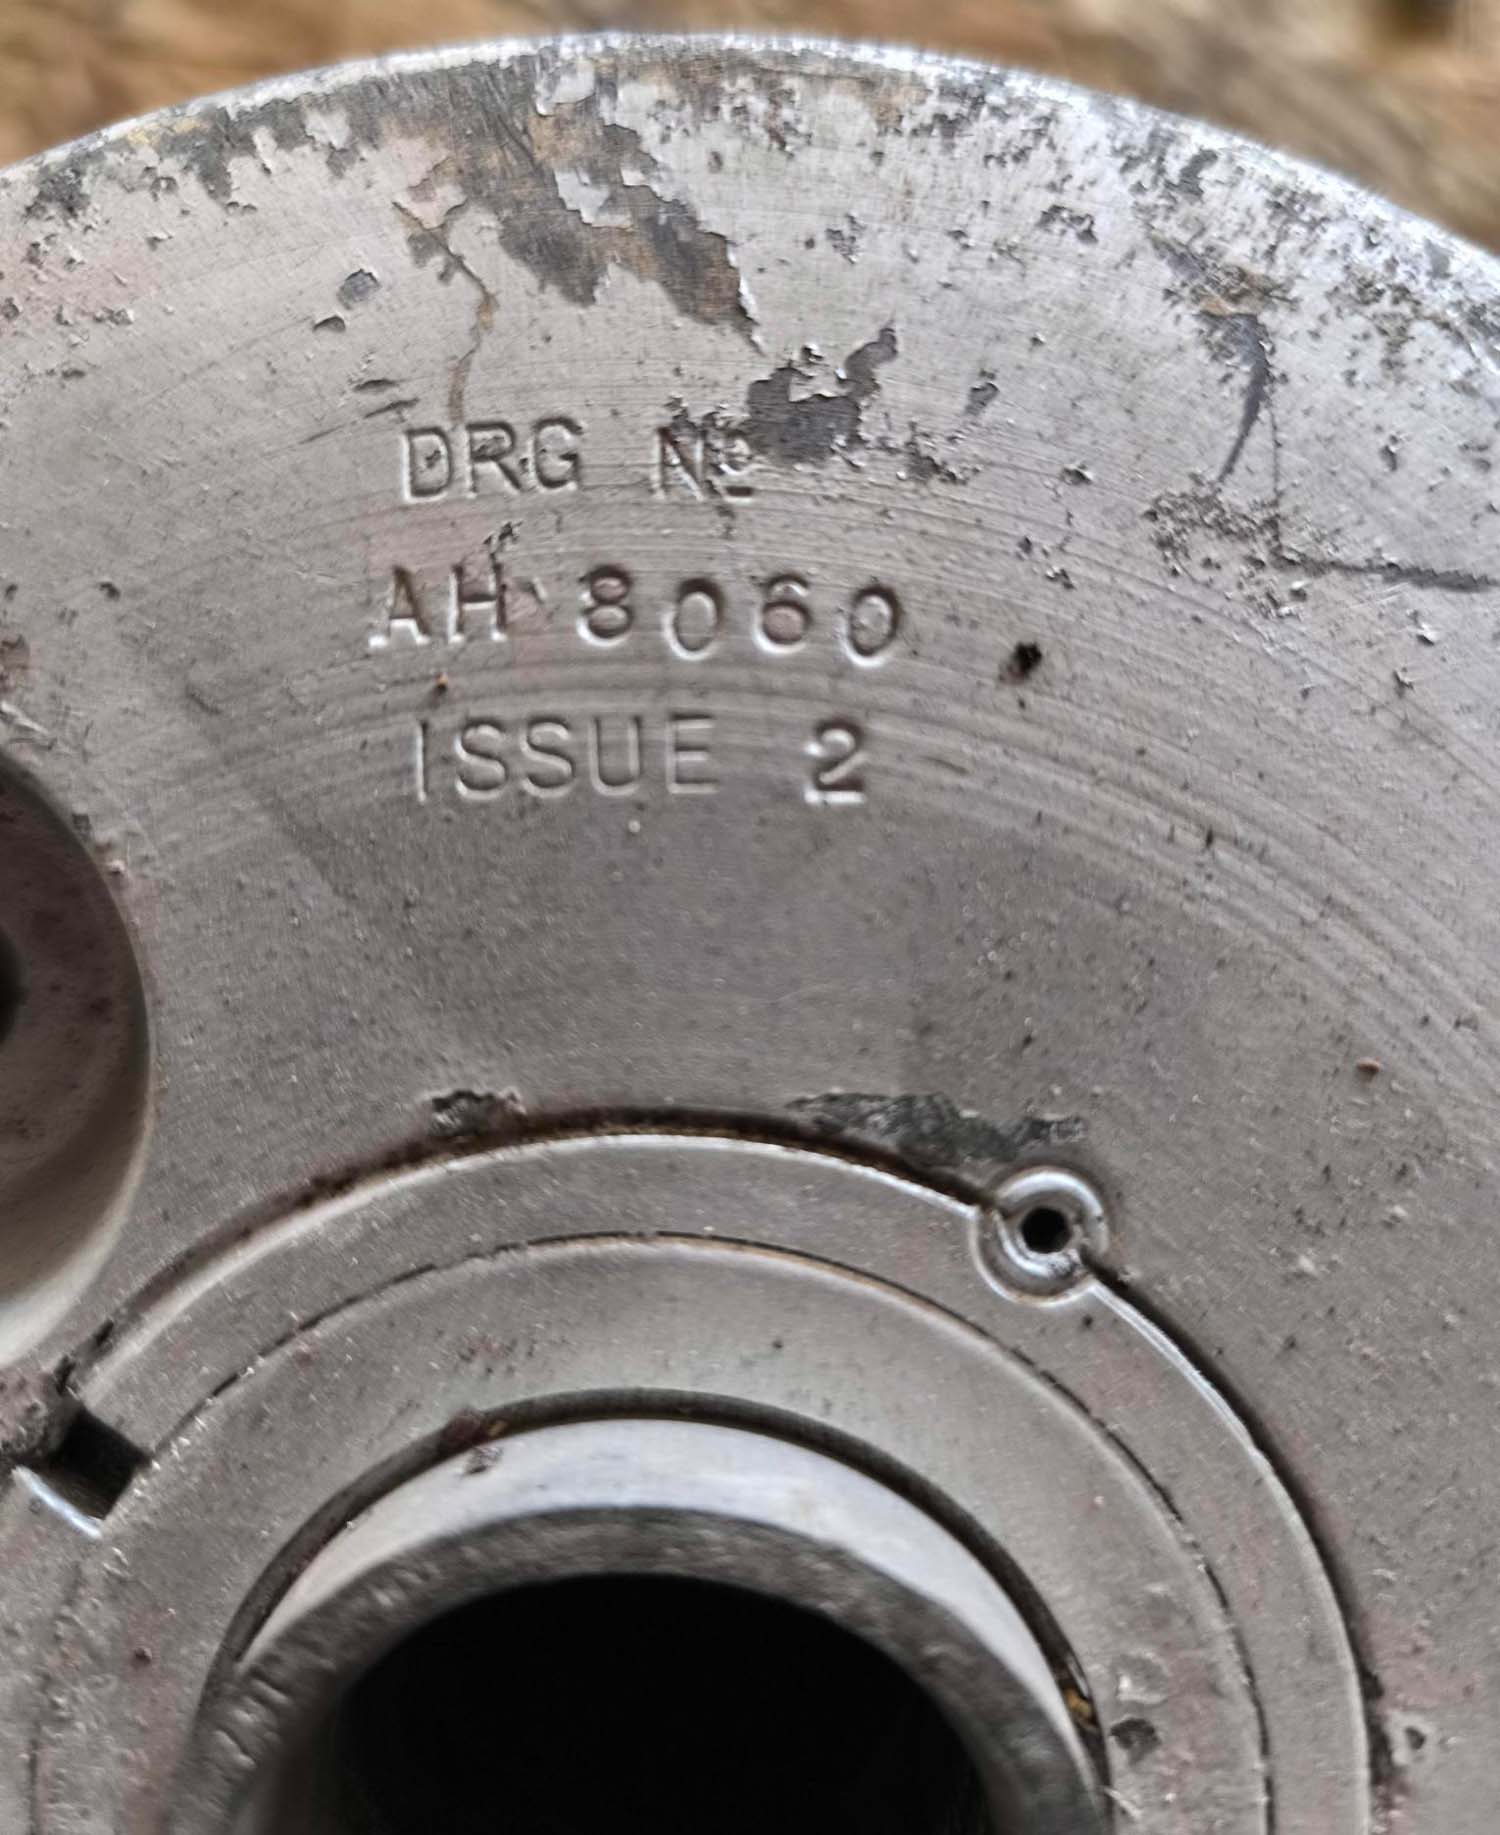 DRG Nº
AH 8060
ISSUE 2